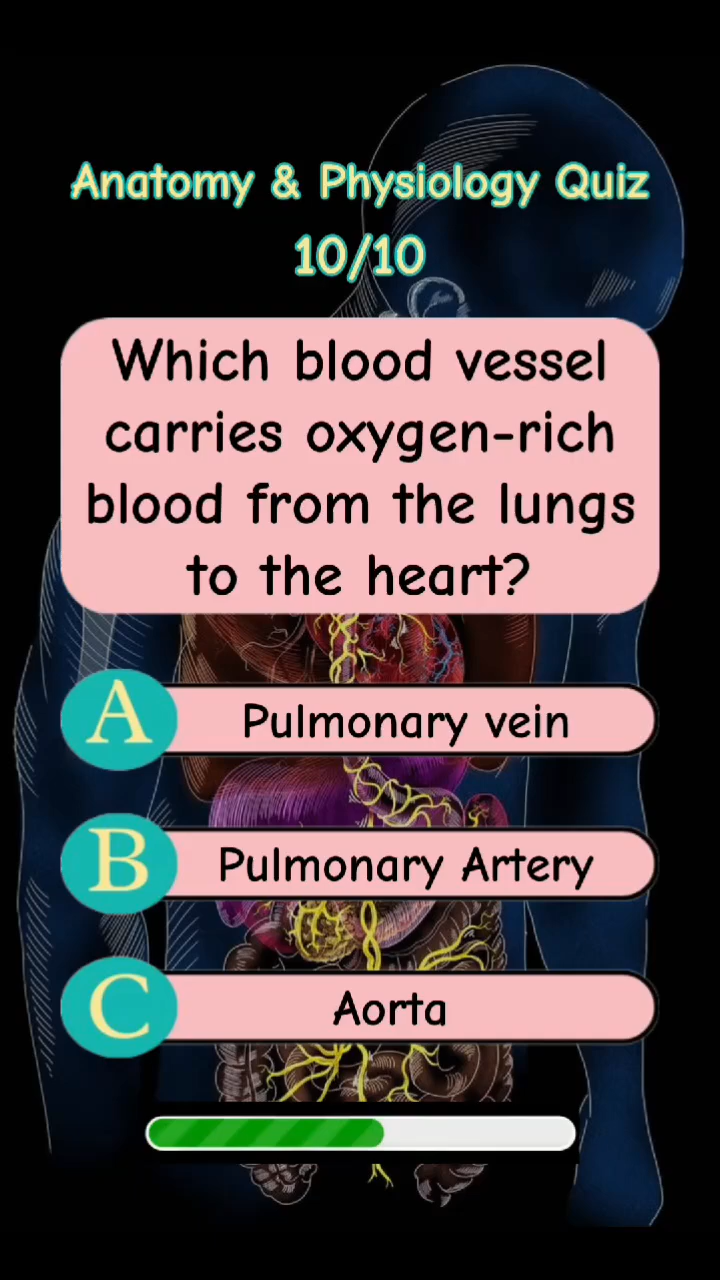 Anatomy & Physiology Quiz
10/10
Which blood vessel
carries oxygen-rich
blood from the lungs
to the heart?
A Pulmonary vein
B Pulmonary Artery
C Aorta